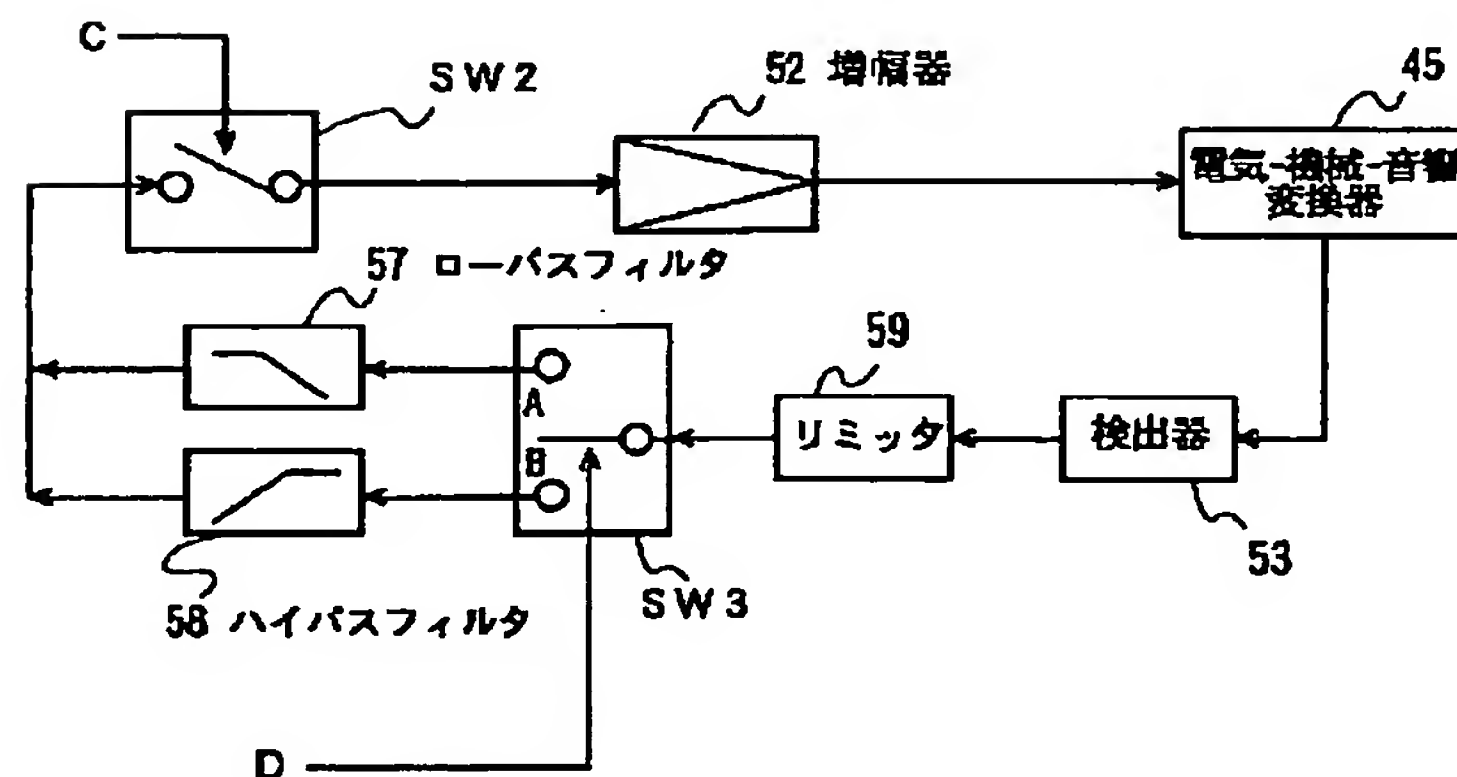 C
SW2
52 増幅器
45
電気-機械-音響
変換器
57 ローパスフィルタ
59
A
リミッタ
検出器
B
53
SW3
58 ハイパスフィルタ
D